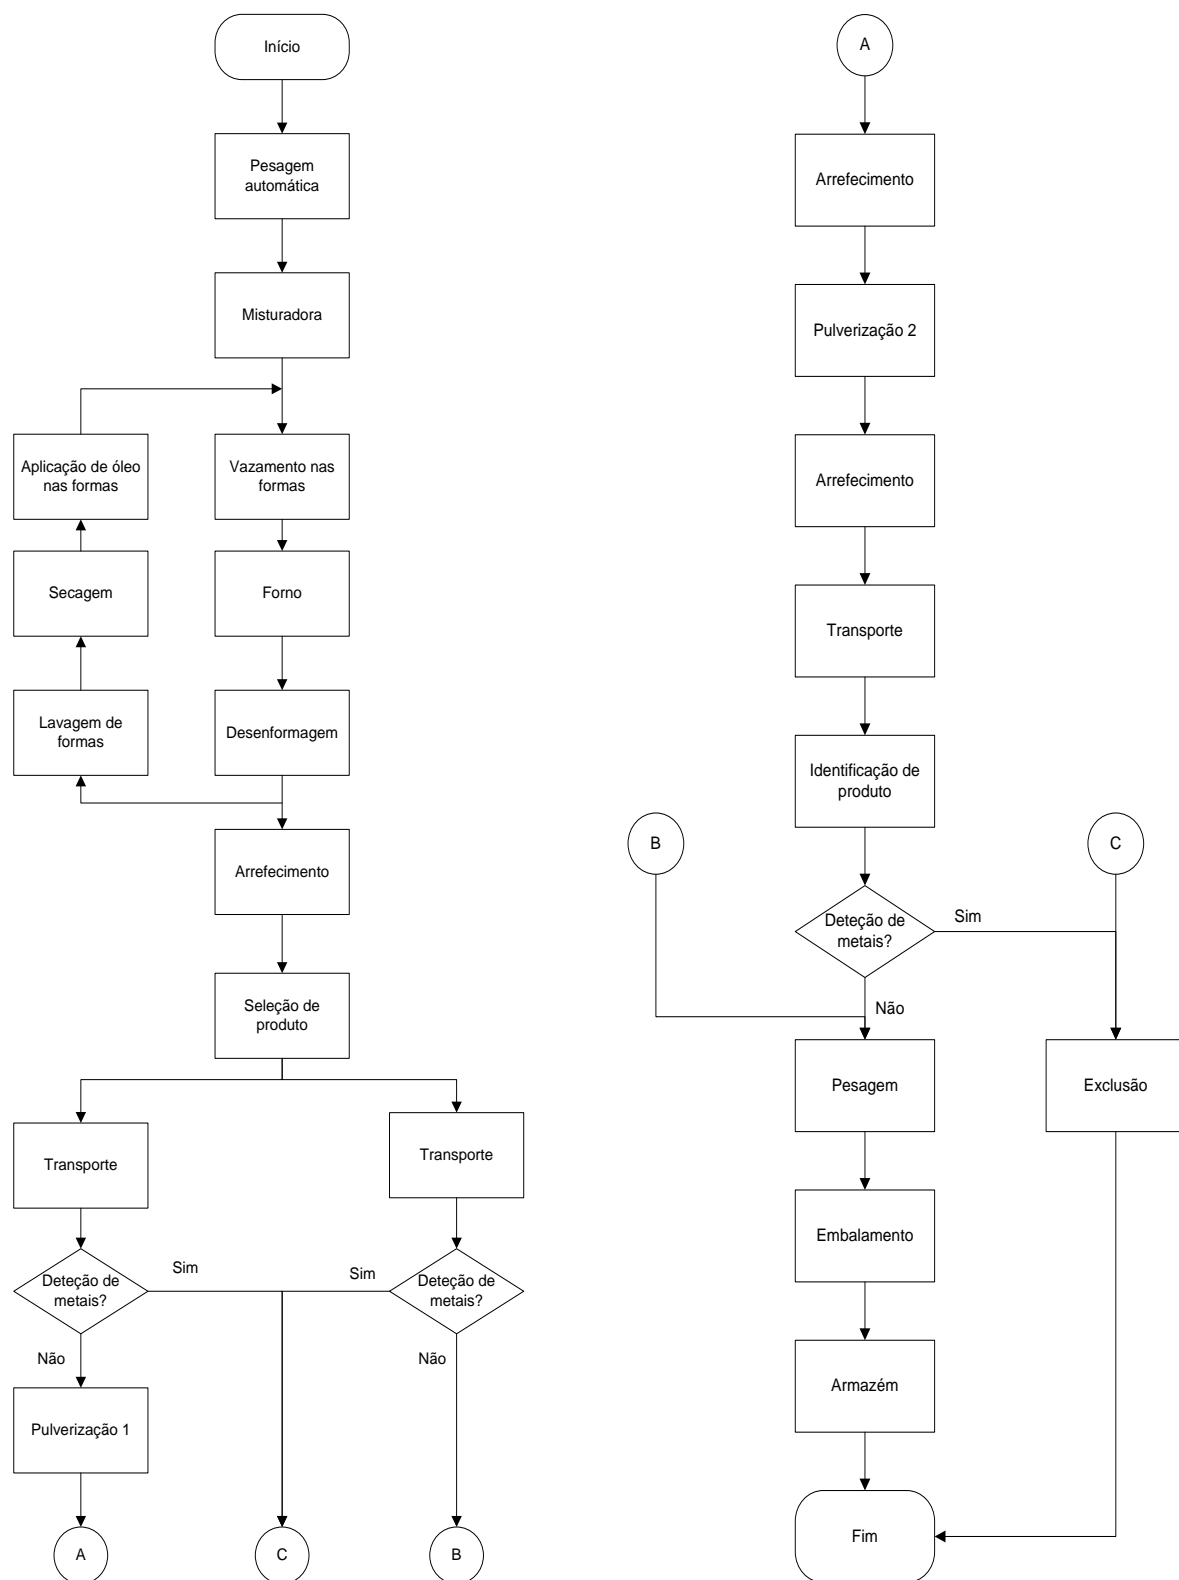 Início
Pesagem
automática
Misturadora
Aplicação de óleo
nas formas
Vazamento nas
formas
Secagem
Forno
Lavagem de
formas
Desenformagem
Arrefecimento
Seleção de
produto
Transporte
Transporte
Deteção de
metais?
Sim
Sim
Deteção de
metais?
Não
Não
Pulverização 1
A
C
B
A
Arrefecimento
Pulverização 2
Arrefecimento
Transporte
Identificação de
produto
B
C
Deteção de
metais?
Sim
Não
Pesagem
Exclusão
Embalamento
Armazém
Fim